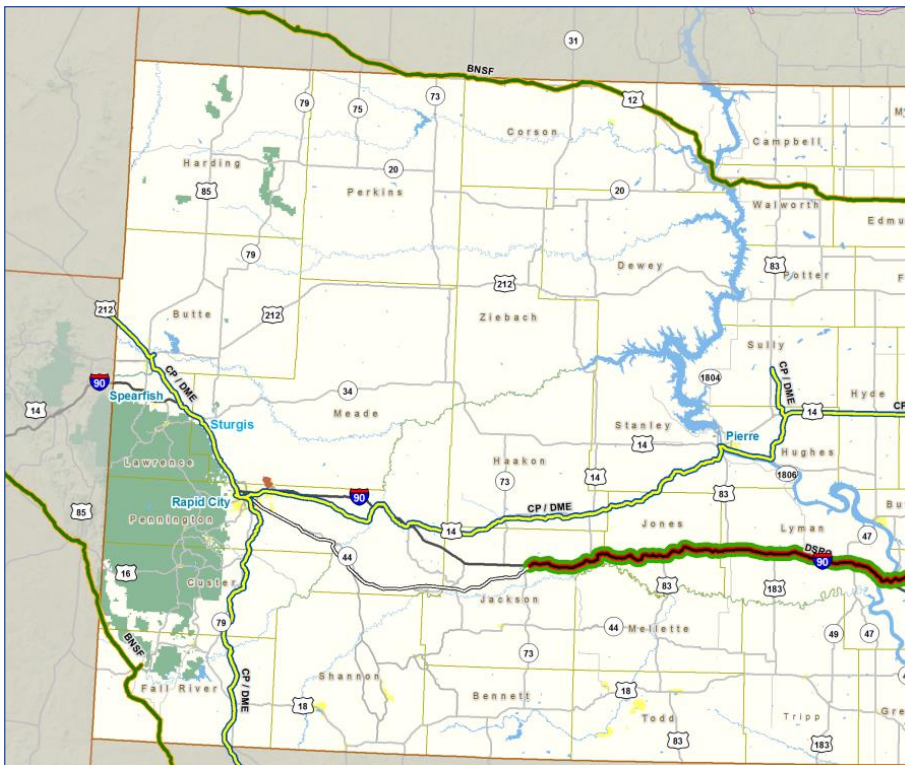 31
BNSF
12
79
75
73
Corson
Campbell
Harding
20
85
Perkins
20
Walworth
Edmu
79
Dewey
83
Potter
212
212
Butte
212
Ziebach
Sully
90
CP / DME
1804
CP / DME
Hyde
Spearfish
34
Meade
14
Sturgis
Stanley
14
CP
14
Pierre
Lawrence
Haakon
Hughes
73
14
Rapid City
90
1806
85
CP / DME
83
Pennington
14
Jones
Lyman
Bu
47
44
DSRC
90
16
Custer
Jackson
83
183
79
44
Mellette
49
47
BNSF
73
CP / DME
Shannon
Fall River
18
Bennett
18
Todd
Tripp
Gre
83
183